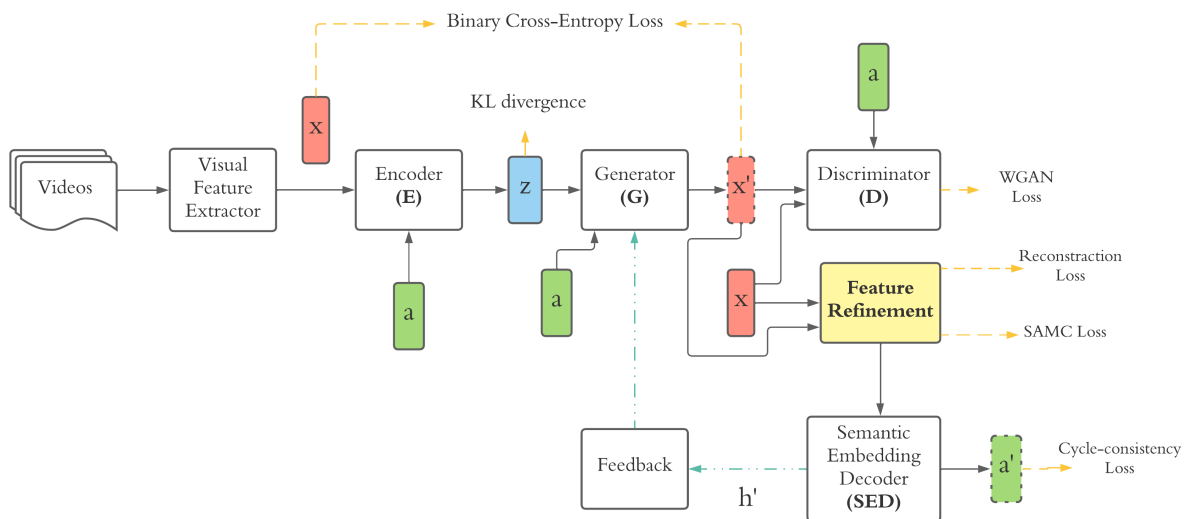 Binary Cross-Entropy Loss
a
KL divergence
x
Videos
Visual
Feature
Extractor
Encoder
(E)
z
Generator
(G)
x'
Discriminator
(D)
WGAN
Loss
a
a
x
Feature
Refinement
Reconstraction
Loss
SAMC Loss
Feedback
h'
Semantic
Embedding
Decoder
(SED)
a'
Cycle-consistency
Loss